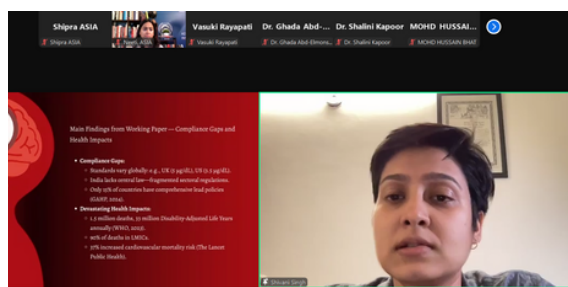 Shipra ASIA
Vasuki Rayapati
Dr. Ghada Abd-...
Dr. Shalini Kapoor
MOHD HUSSAI...
Shipra ASIA
ASIA
Vasuki Rayapati
Dr. Ghada Abd-Elmons...
Dr. Shalini Kapoor
MOHD HUSSAIN BHAT
Main Findings from Working Paper — Compliance Gaps and
Health Impacts
• Compliance Gaps:
Standards vary globally: e.g., UK (5 µg/dL), US (3.5 µg/dL).
India lacks central law—fragmented sectoral regulations.
Only 15% of countries have comprehensive lead policies
(GAHP, 2024).
• Devastating Health Impacts:
1.5 million deaths, 33 million Disability-Adjusted Life Years
annually (WHO,
90% of deaths in LMICs.
37% increased cardiovascular mortality risk (The Lancet
Public Health).
Shivani Singh